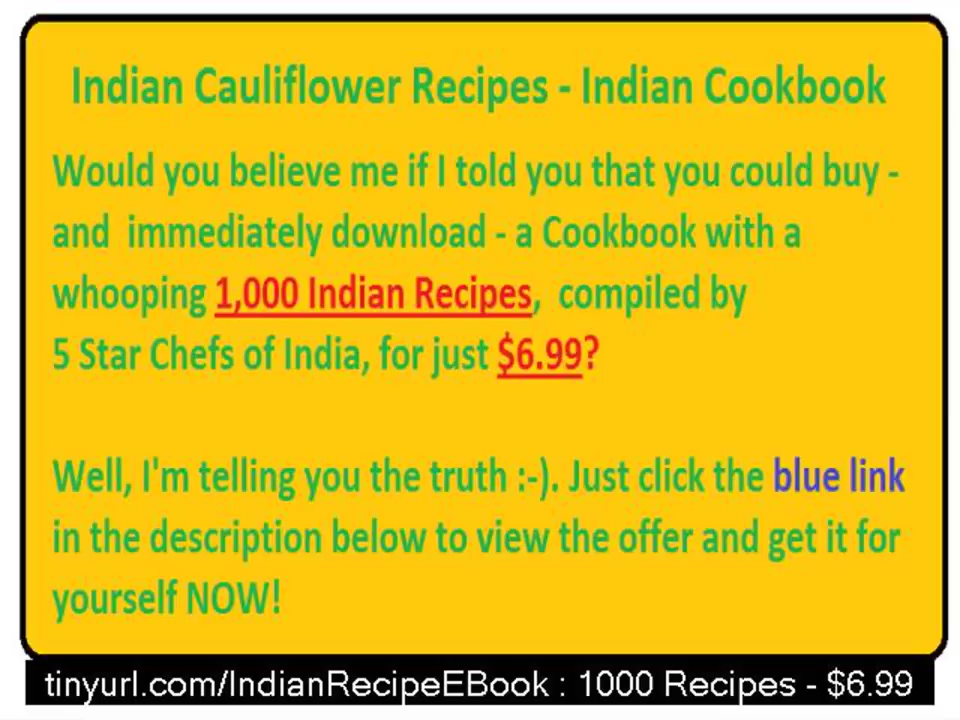 Indian Cauliflower Recipes - Indian Cookbook
Would you believe me if I told you that you could buy -
and immediately download - a Cookbook with a
whooping 1,000 Indian Recipes, compiled by
5 Star Chefs of India, for just $6.99?
Well, I'm telling you the truth :-). Just click the blue link
in the description below to view the offer and get it for
yourself NOW!
tinyurl.com/IndianRecipeEBook : 1000 Recipes - $6.99